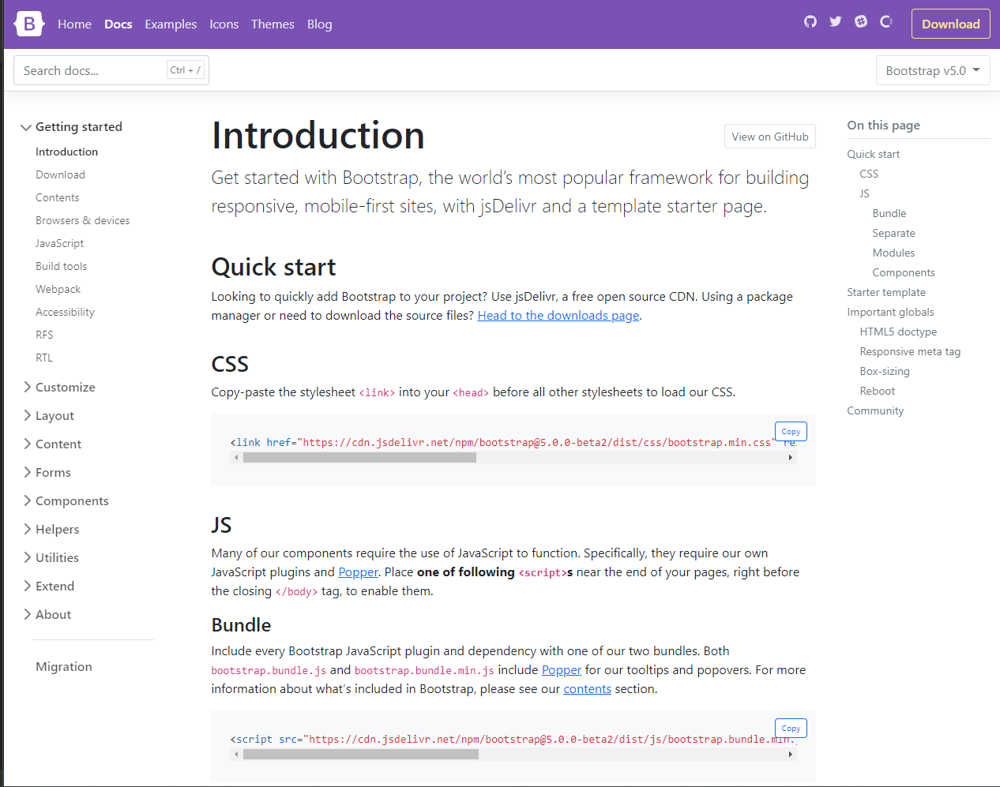 B Home Docs Examples Icons Themes Blog Download
Search docs... Ctrl + / Bootstrap v5.0
Getting started
Introduction
Download
Contents
Browsers & devices
JavaScript
Build tools
Webpack
Accessibility
RFS
RTL
Customize
Layout
Content
Forms
Components
Helpers
Utilities
Extend
About
Migration
Introduction
View on GitHub
Get started with Bootstrap, the world’s most popular framework for building
responsive, mobile-first sites, with jsDelivr and a template starter page.
Quick start
Looking to quickly add Bootstrap to your project? Use jsDelivr, a free open source CDN. Using a package
manager or need to download the source files? Head to the downloads page.
CSS
Copy-paste the stylesheet <link> into your <head> before all other stylesheets to load our CSS.
Copy
<link href="https://cdn.jsdelivr.net/npm/bootstrap@5.0.0-beta2/dist/css/bootstrap.min.css"
JS
Many of our components require the use of JavaScript to function. Specifically, they require our own
JavaScript plugins and Popper. Place one of following <script>s near the end of your pages, right before
the closing </body> tag, to enable them.
Bundle
Include every Bootstrap JavaScript plugin and dependency with one of our two bundles. Both
bootstrap.bundle.js and bootstrap.bundle.min.js include Popper for our tooltips and popovers. For more
information about what’s included in Bootstrap, please see our contents section.
Copy
<script src="https://cdn.jsdelivr.net/npm/bootstrap@5.0.0-beta2/dist/js/bootstrap.bundle.min.
On this page
Quick start
CSS
JS
Bundle
Separate
Modules
Components
Starter template
Important globals
HTML5 doctype
Responsive meta tag
Box-sizing
Reboot
Community